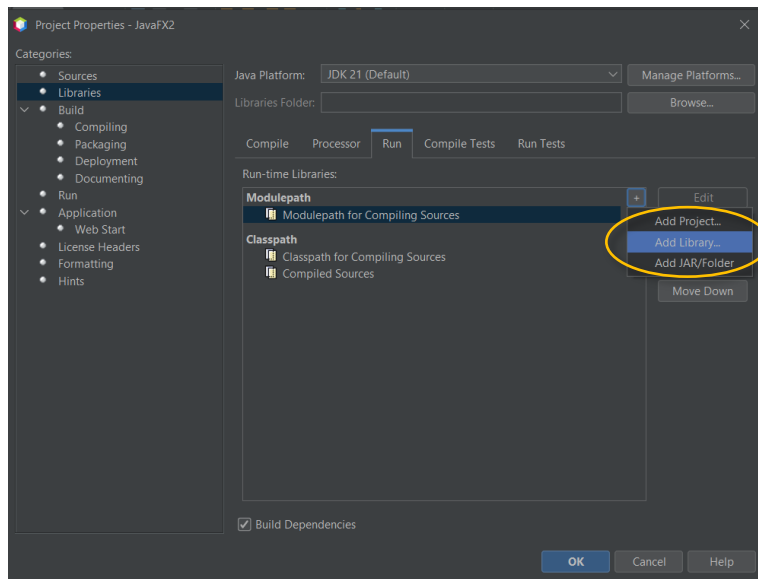 Project Properties - JavaFX2
Categories:
Sources
Libraries
Build
Compiling
Packaging
Deployment
Documenting
Run
Application
Web Start
License Headers
Formatting
Hints
Java Platform: JDK 21 (Default) Manage Platforms...
Libraries Folder: Browse...
Compile Processor Run Compile Tests Run Tests
Run-time Libraries:
Modulepath + Edit
Modulepath for Compiling Sources
Classpath
Classpath for Compiling Sources
Compiled Sources
Add Project...
Add Library...
Add JAR/Folder
Move Down
Build Dependencies
OK Cancel Help